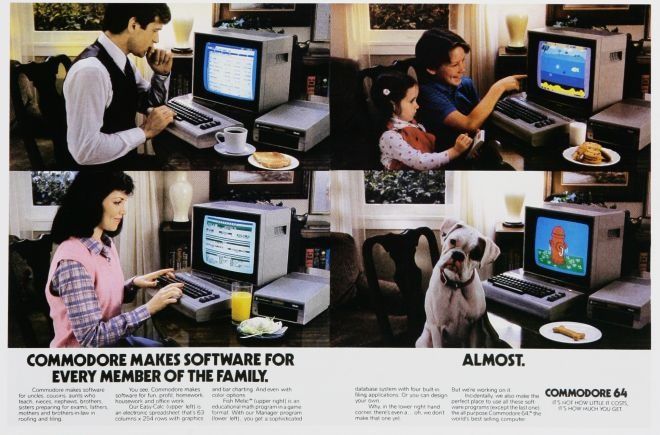 COMMODORE MAKES SOFTWARE FOR
EVERY MEMBER OF THE FAMILY.
ALMOST.
Commodore makes software
for uncles, cousins, aunts who
teach, nieces, nephews, brothers,
sisters preparing for exams, fathers,
mothers and brothers-in-law in
roofing and tiling.
You see, Commodore makes
software for fun, profit, homework,
housework and office work.
Our Easy-Calc (upper left) is
an electronic spreadsheet that's 63
columns x 254 rows with graphics
and bar charting. And even with
color options.
Fish Metic™ (upper right) is an
educational math program in a game
format. With our Manager program
(lower left), you get a sophisticated
database system with four built-in
filing applications. Or you can design
your own.
Why, in the lower right hand
corner, there's even a... oh, we don't
make that one yet.
But we're working on it.
Incidentally, we also make the
perfect place to use all these soft-
ware programs (except the last one):
the all purpose Commodore 64,™ the
world's best selling computer.
COMMODORE 64
IT'S NOT HOW LITTLE IT COSTS,
IT'S HOW MUCH YOU GET.